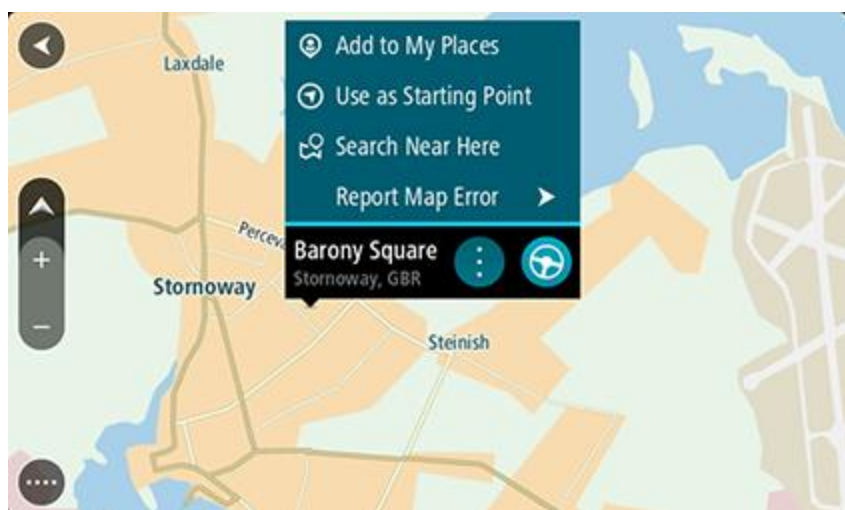 Laxdale
Add to My Places
Use as Starting Point
Search Near Here
Report Map Error
Barony Square
Stornoway, GBR
Stornoway
Steinish